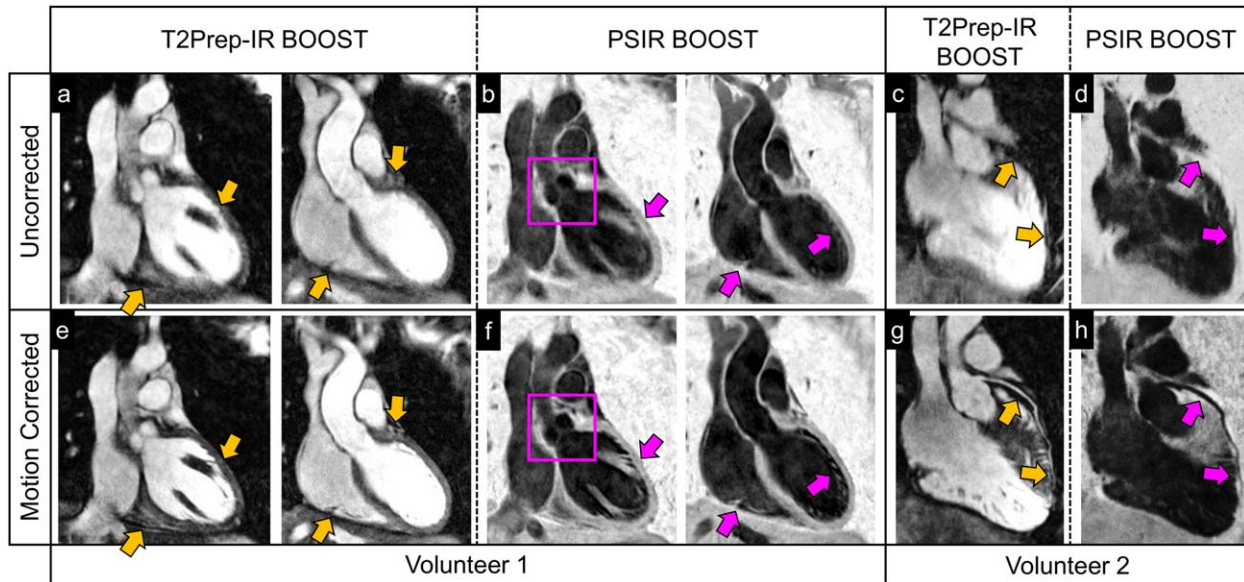 T2Prep-IR BOOST
PSIR BOOST
T2Prep-IR
BOOST
PSIR BOOST
Uncorrected
a
b
c
d
Motion Corrected
e
f
g
h
Volunteer 1
Volunteer 2